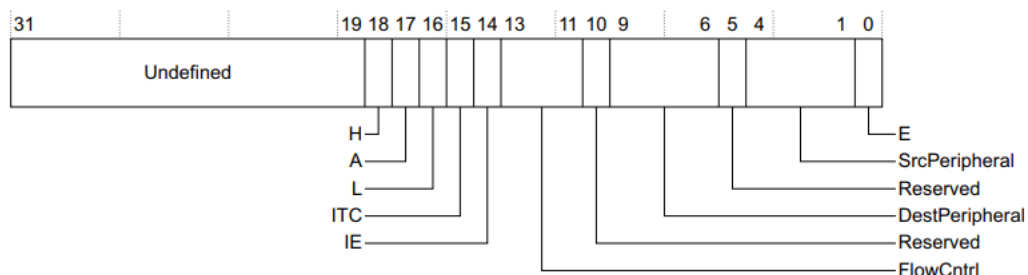 31 19 18 17 16 15 14 13 11 10 9 6 5 4 1 0
Undefined
H E
A SrcPeripheral
L Reserved
ITC DestPeripheral
IE Reserved
FlowCntrl